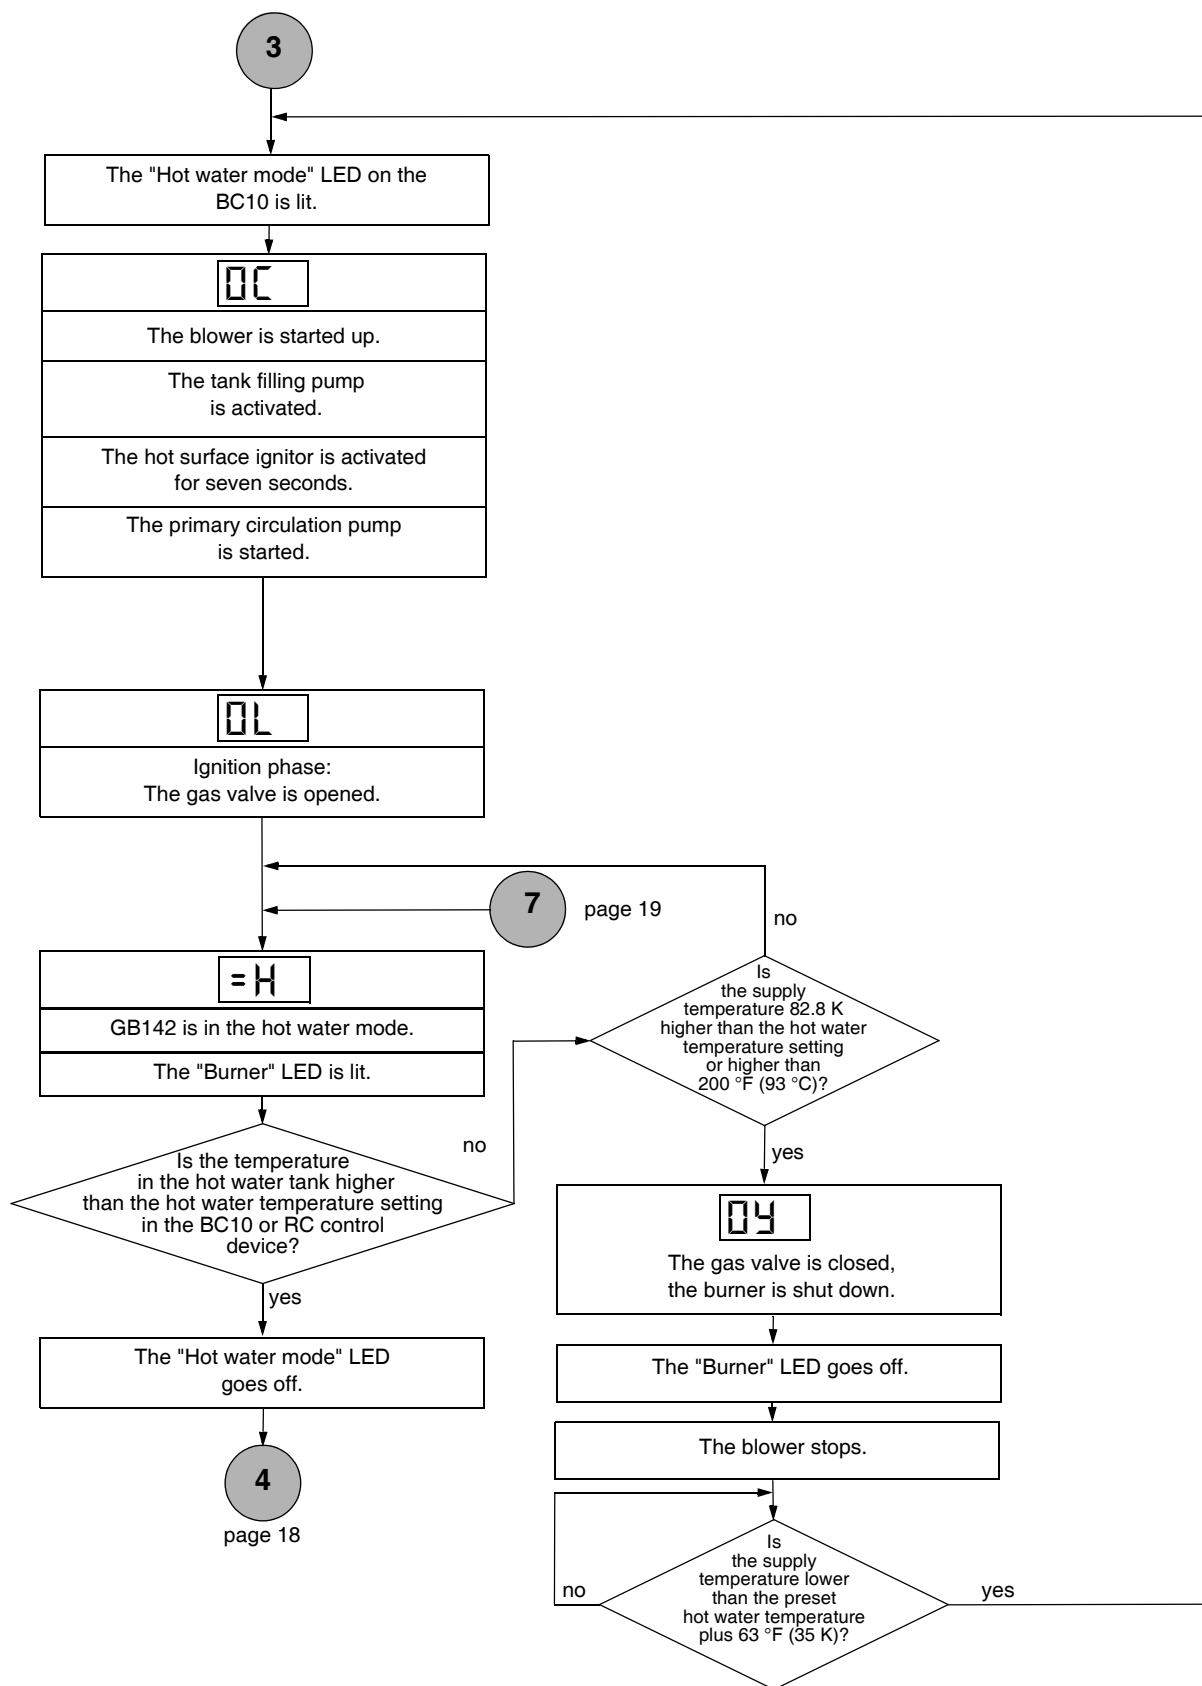 3
The "Hot water mode" LED on the
BC10 is lit.
0C
The blower is started up.
The tank filling pump
is activated.
The hot surface ignitor is activated
for seven seconds.
The primary circulation pump
is started.
0L
Ignition phase:
The gas valve is opened.
7
page 19
no
=H
GB142 is in the hot water mode.
The "Burner" LED is lit.
Is
the supply
temperature 82.8 K
higher than the hot water
temperature setting
or higher than
200 °F (93 °C)?
no
Is the temperature
in the hot water tank higher
than the hot water temperature setting
in the BC10 or RC control
device?
yes
yes
0Y
The gas valve is closed,
the burner is shut down.
The "Hot water mode" LED
goes off.
The "Burner" LED goes off.
The blower stops.
4
page 18
Is
the supply
temperature lower
than the preset
hot water temperature
plus 63 °F (35 K)?
no
yes